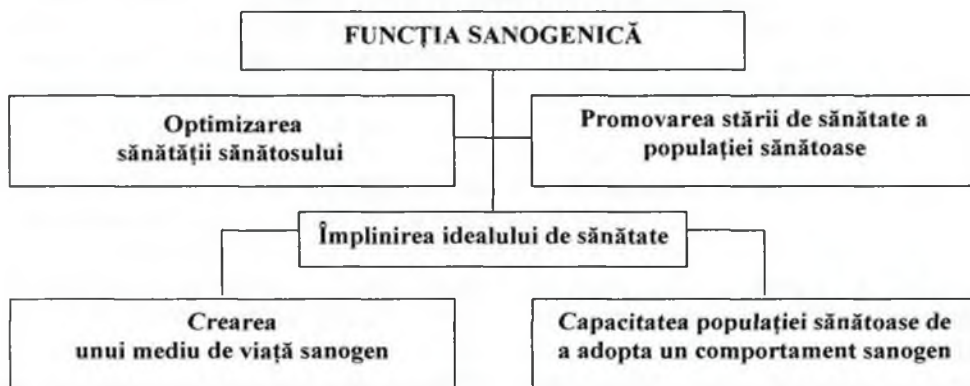 FUNCȚIA SANOGENICĂ
Optimizarea
sănătății sănătosului
Promovarea stării de sănătate a
populației sănătoase
Împlinirea idealului de sănătate
Crearea
unui mediu de viață sanogen
Capacitatea populației sănătoase de
a adopta un comportament sanogen